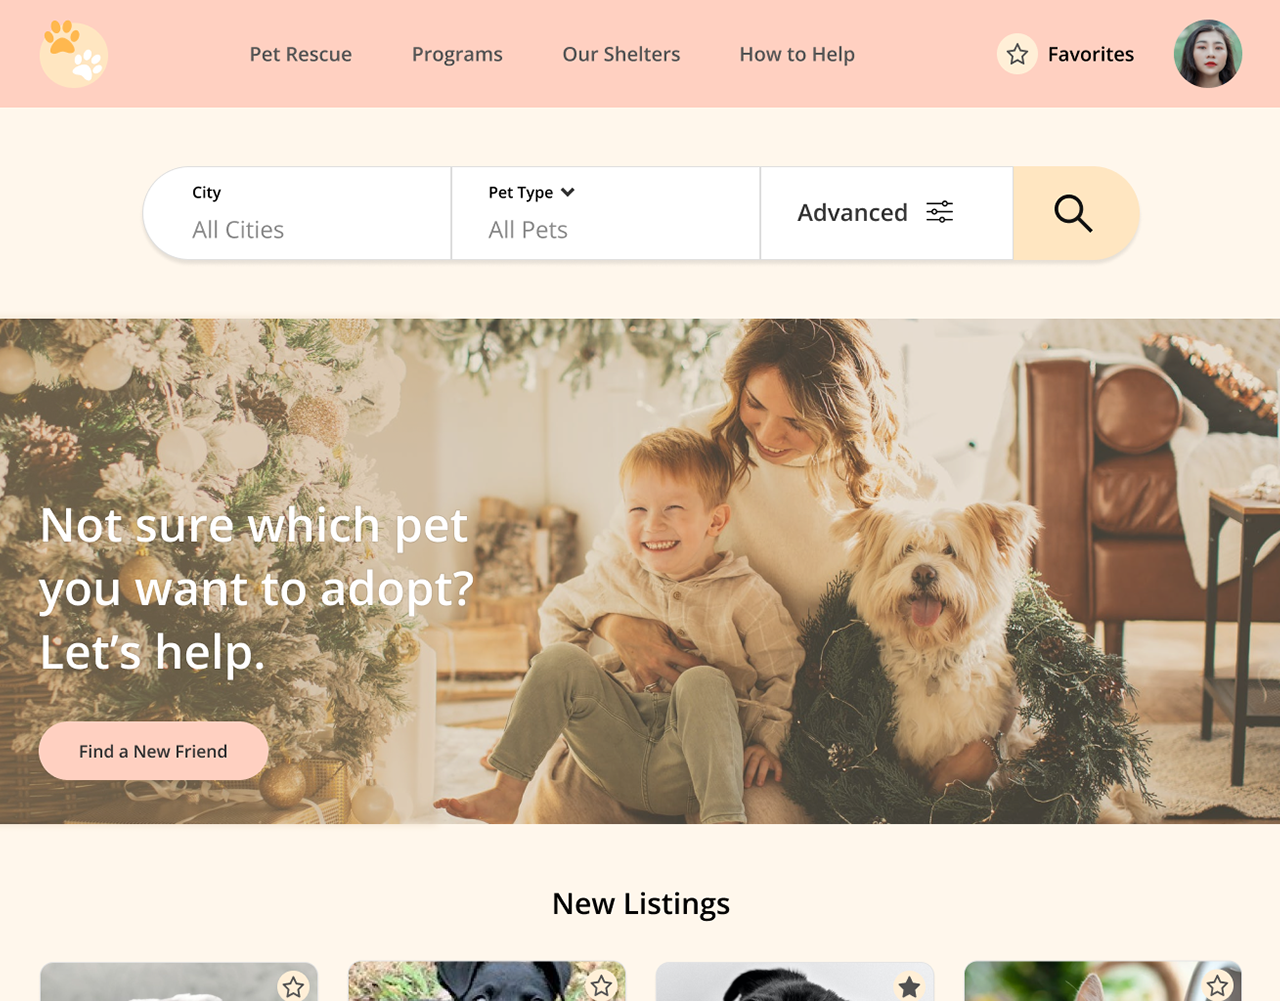 Pet Rescue
Programs
Our Shelters
How to Help
Favorites
City
All Cities
Pet Type
All Pets
Advanced
Not sure which pet
you want to adopt?
Let’s help.
Find a New Friend
New Listings